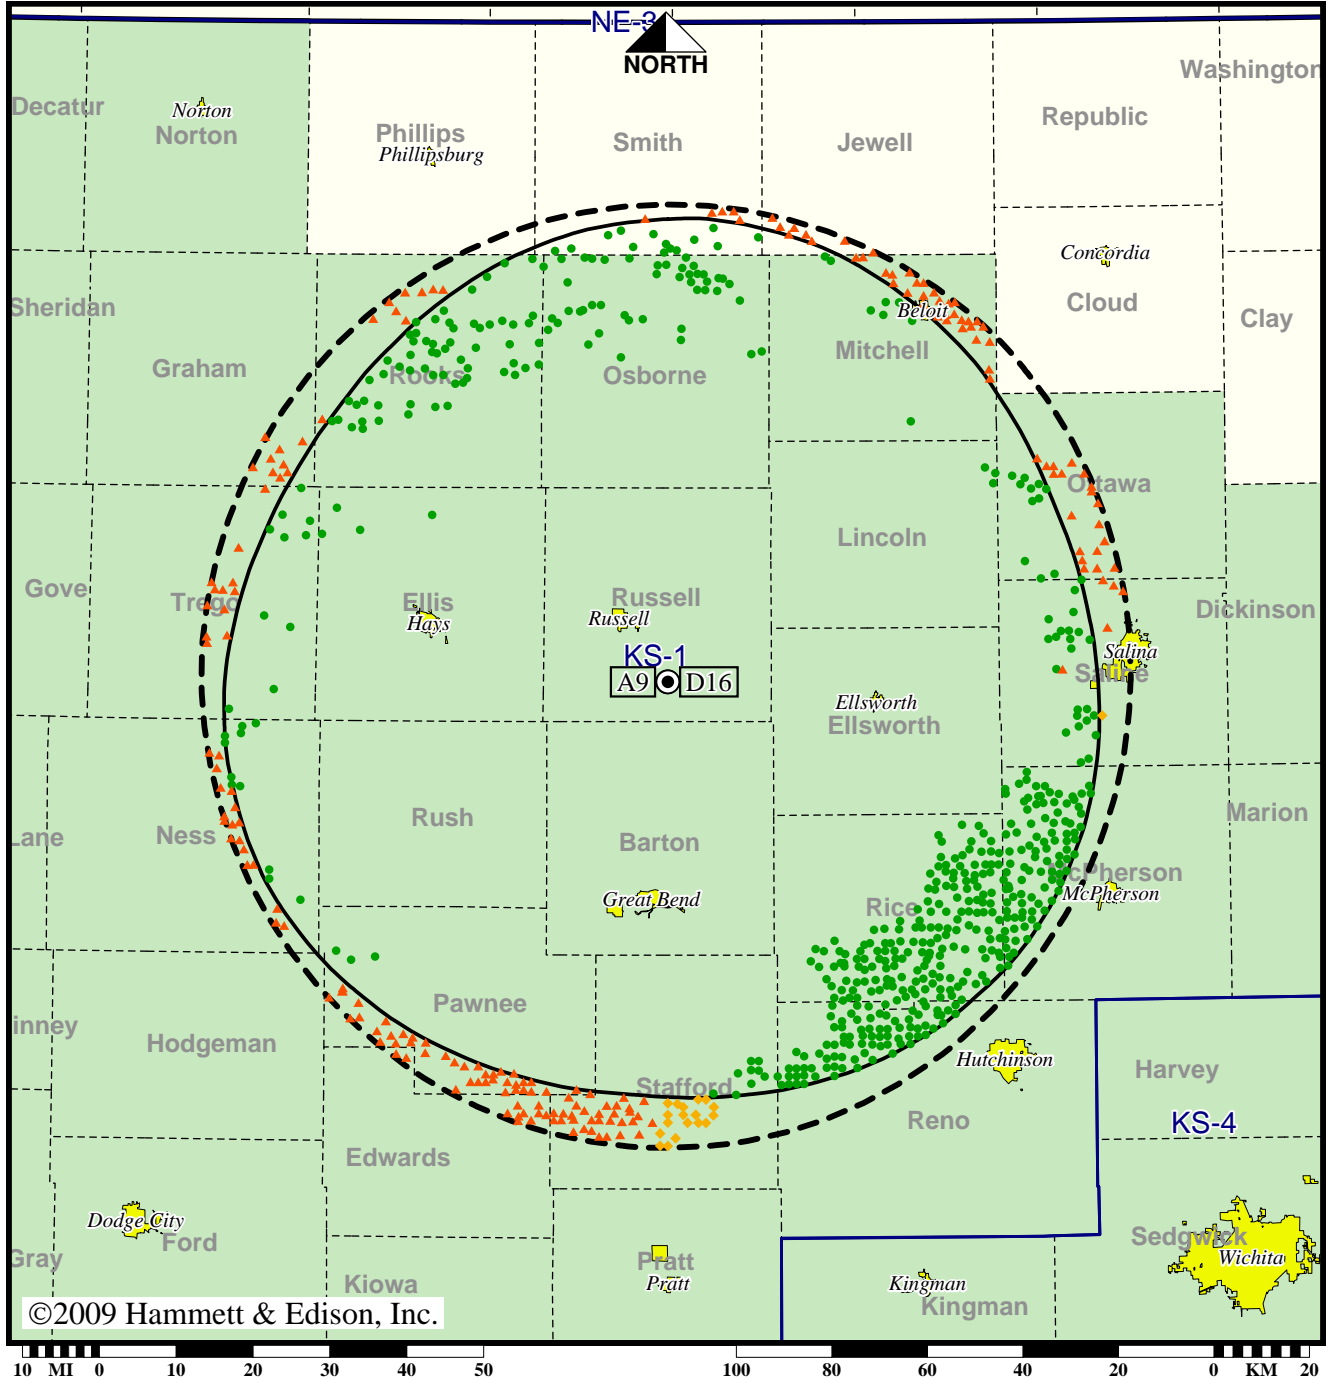 NE-3
NORTH
Washington
Decatur
Norton
Norton
Phillips
Phillipsburg
Smith
Jewell
Republic
Concordia
Cloud
Clay
Sheridan
Graham
Rooks
Osborne
Beloit
Mitchell
Ottawa
Lincoln
Gove
Trego
Ellis
Hays
Russell
Russell
KS-1
A9 D16
Dickinson
Salina
Saline
Ellsworth
Ellsworth
Lane
Ness
Rush
Barton
Great Bend
Rice
McPherson
McPherson
Marion
Pawnee
inney
Hodgeman
Stafford
Hutchinson
Reno
Harvey
KS-4
Edwards
Dodge City
Ford
Gray
Kiowa
Pratt
Pratt
Kingman
Kingman
Sedgwick
Wichita
©2009 Hammett & Edison, Inc.
10 MI 0 10 20 30 40 50 100 80 60 40 20 0 KM 20